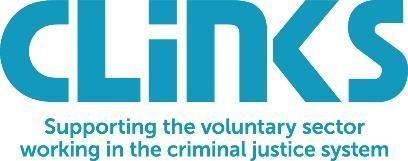 CLiNKS
Supporting the voluntary sector
working in the criminal justice system